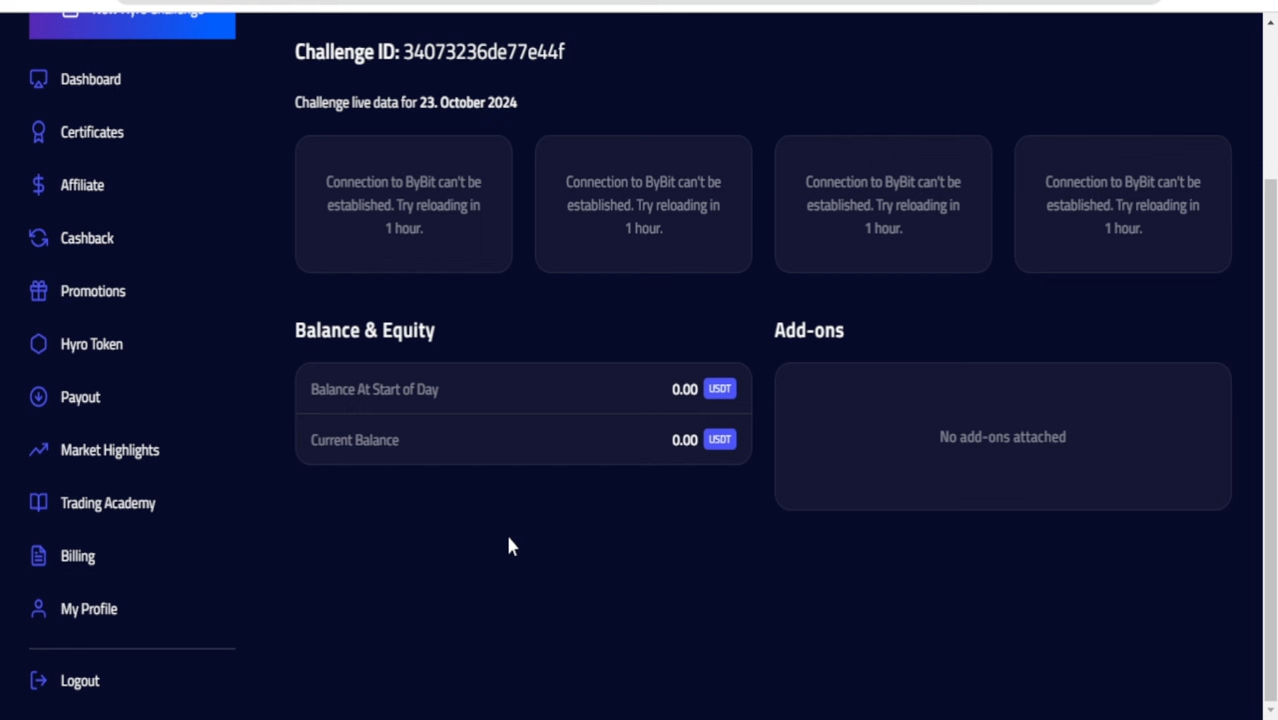 New Hyro Challenge
Dashboard
Certificates
Affiliate
Cashback
Promotions
Hyro Token
Payout
Market Highlights
Trading Academy
Billing
My Profile
Logout
Challenge ID: 34073236de77e44f
Challenge live data for 23. October 2024
Connection to ByBit can't be
established. Try reloading in
1 hour.
Connection to ByBit can't be
established. Try reloading in
1 hour.
Connection to ByBit can't be
established. Try reloading in
1 hour.
Connection to ByBit can't be
established. Try reloading in
1 hour.
Balance & Equity
Balance At Start of Day 0.00 USDT
Current Balance 0.00 USDT
Add-ons
No add-ons attached